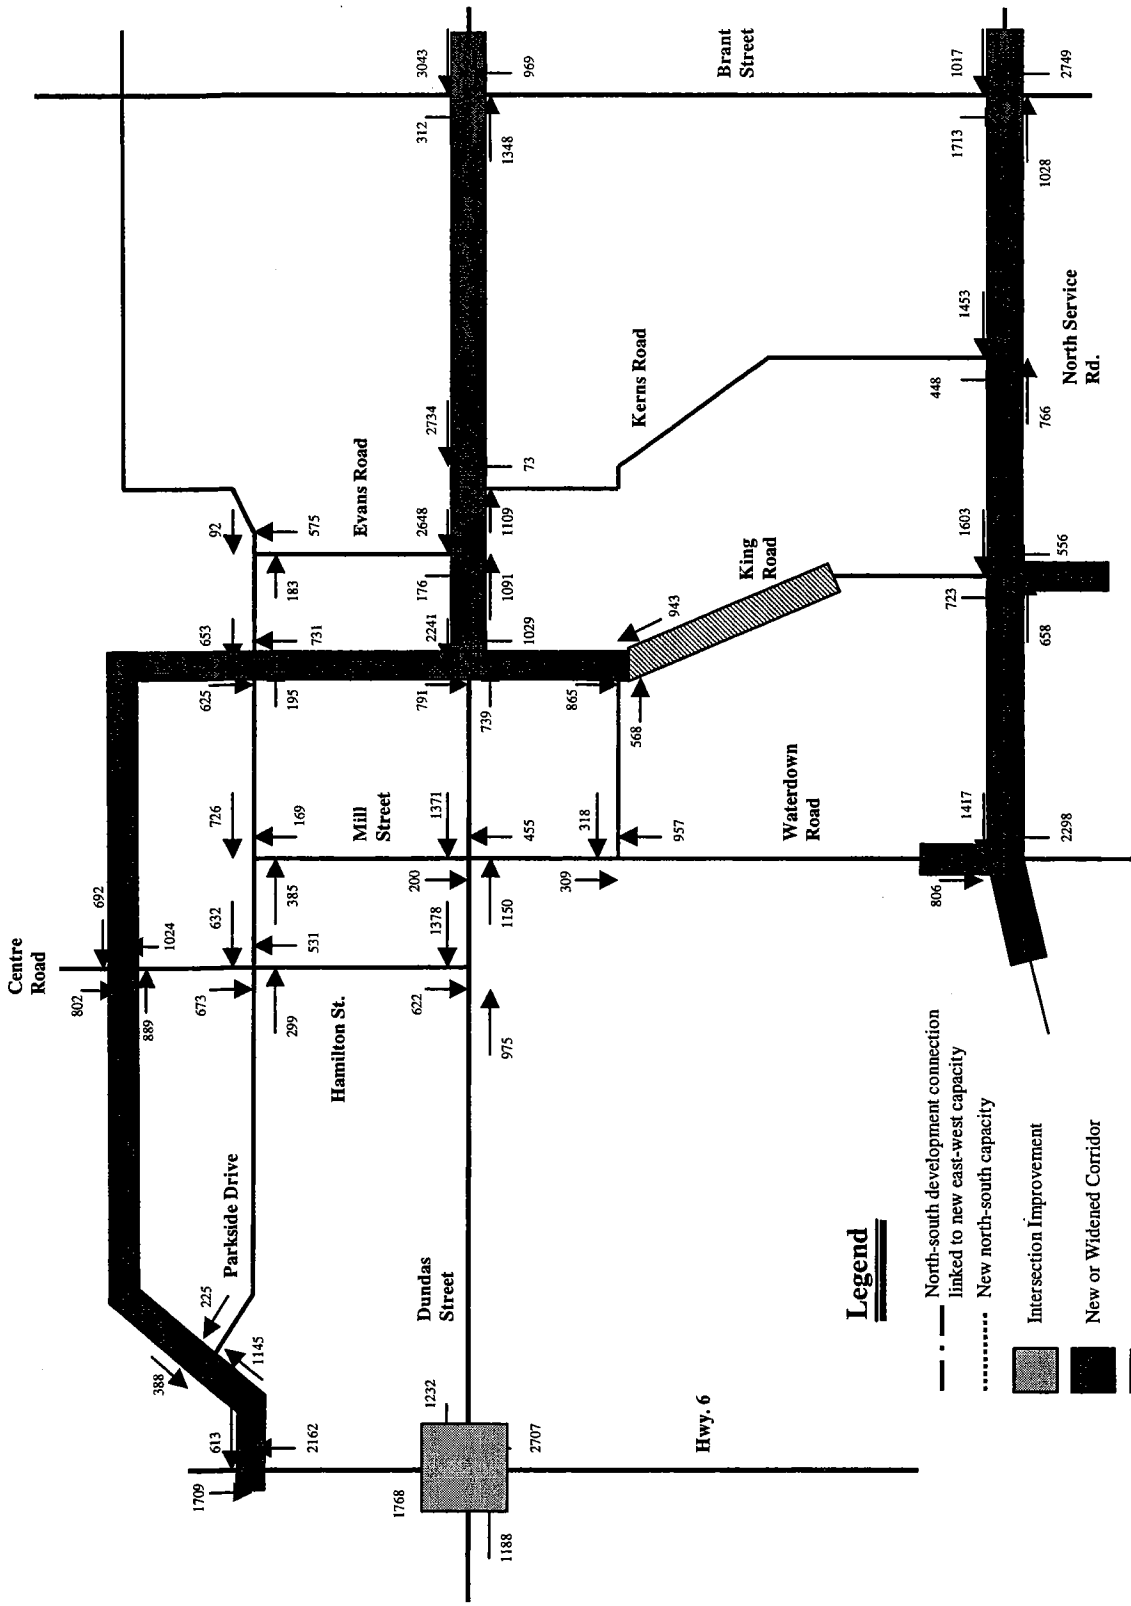 3043
969
Brant
Street
1017
2749
312
1348
1713
1028
1453
North Service
Rd.
2734
Kerns Road
448
766
73
92
575
Evans Road
2648
1109
1603
556
183
176
1091
King
Road
723
658
653
731
2241
1029
943
625
195
791
739
865
568
726
169
Mill
Street
1371
455
318
957
Waterdown
Road
1417
2298
692
1024
632
385
200
1150
309
806
Centre
Road
531
1378
802
889
673
299
Hamilton St.
622
975
Parkside Drive
225
1145
388
Dundas
Street
613
2162
1709
1232
2707
1768
1188
Hwy. 6
Legend
North-south development connection
linked to new east-west capacity
New north-south capacity
Intersection Improvement
New or Widened Corridor